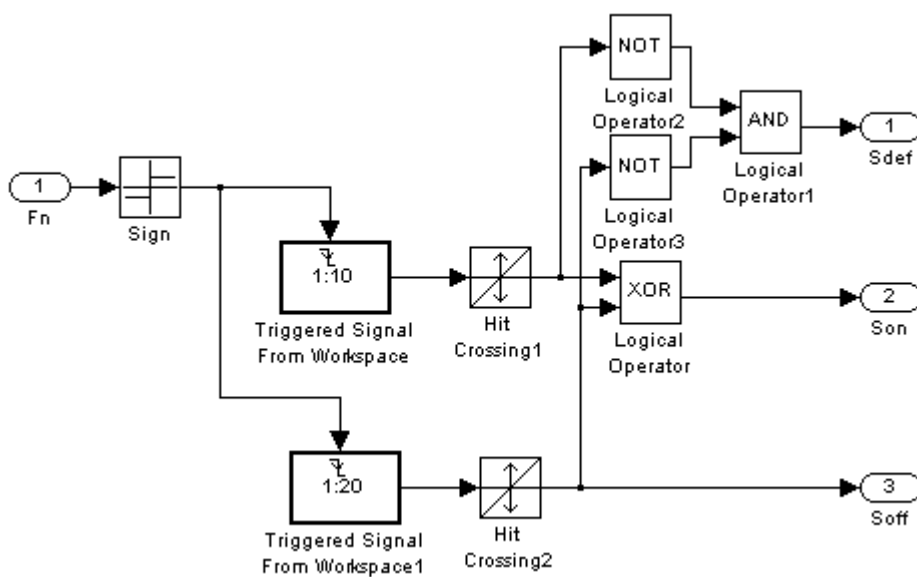 NOT
Logical
Operator2
AND
Logical
Operator1
1
Sdef
1
Fn
Sign
NOT
Logical
Operator3
1:10
Triggered Signal
From Workspace
Hit
Crossing1
XOR
Logical
Operator
2
Son
1:20
Triggered Signal
From Workspace1
Hit
Crossing2
3
Soff